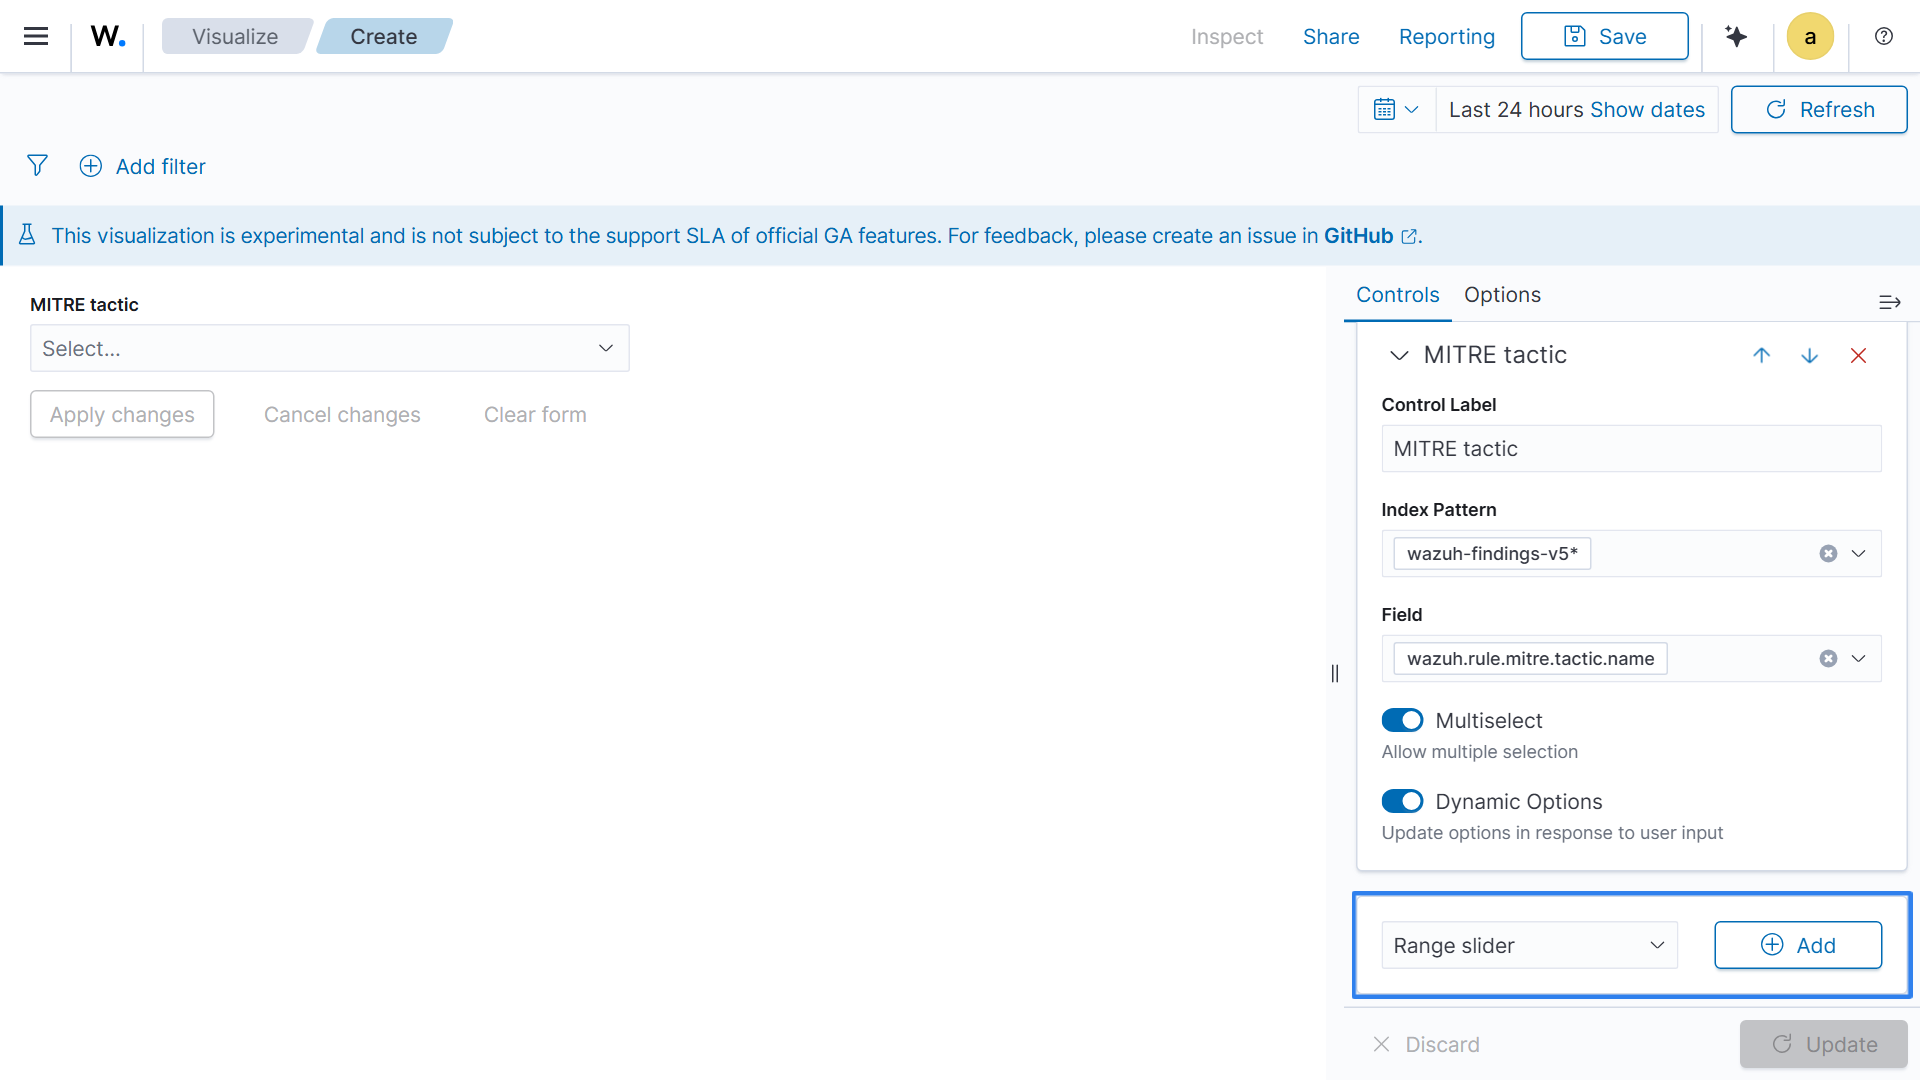 W.
Visualize
Create
Inspect
Share
Reporting
Save
a
Last 24 hours Show dates
Refresh
Add filter
This visualization is experimental and is not subject to the support SLA of official GA features. For feedback, please create an issue in GitHub.
MITRE tactic
Select...
Apply changes
Cancel changes
Clear form
Controls
Options
MITRE tactic
Control Label
MITRE tactic
Index Pattern
wazuh-findings-v5*
Field
wazuh.rule.mitre.tactic.name
Multiselect
Allow multiple selection
Dynamic Options
Update options in response to user input
Range slider
Add
Discard
Update